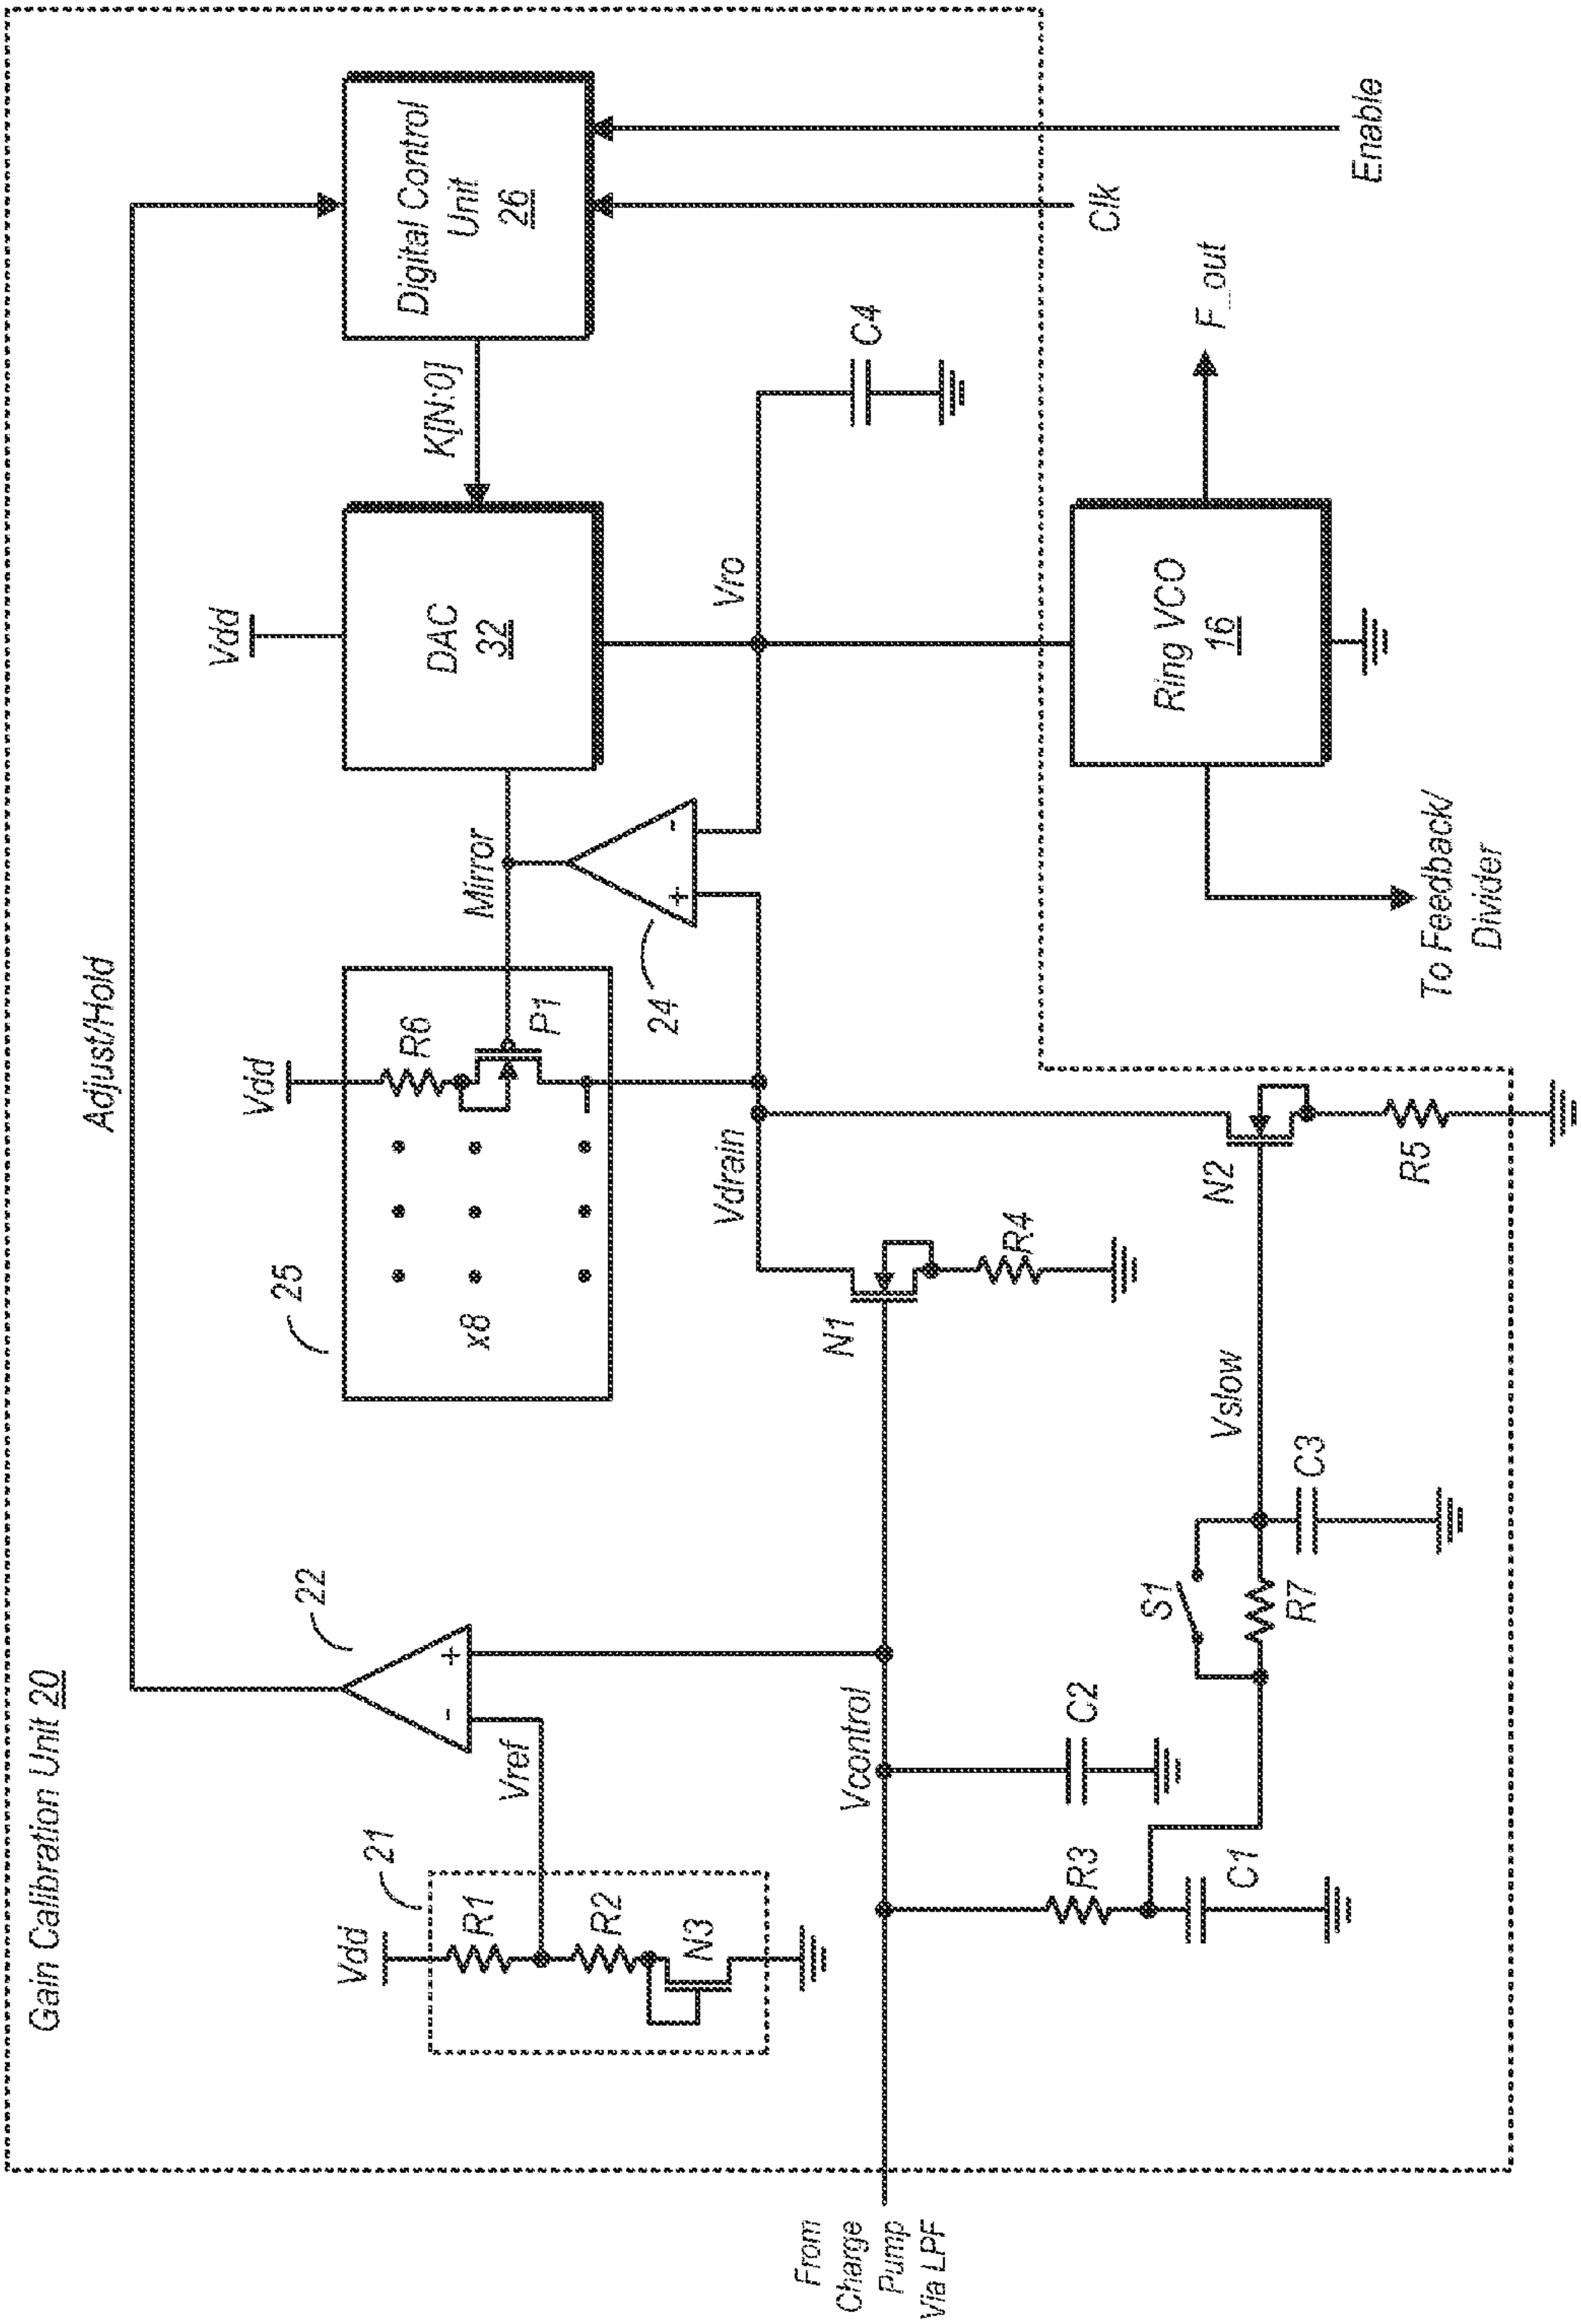 Gain Calibration Unit 20
Adjust/Hold
22
-
+
Vref
21
Vdd
R1
R2
N3
25
x8
Vdd
R6
P1
Mirror
24
+
-
Vdd
DAC
32
K[N:0]
Digital Control
Unit
26
Vdrain
Vro
C4
Clk
Enable
From
Charge
Pump
Via LPF
Vcontrol
N1
R4
R3
C1
C2
S1
R7
C3
Vslow
N2
R5
Ring VCO
16
F_out
To Feedback/
Divider